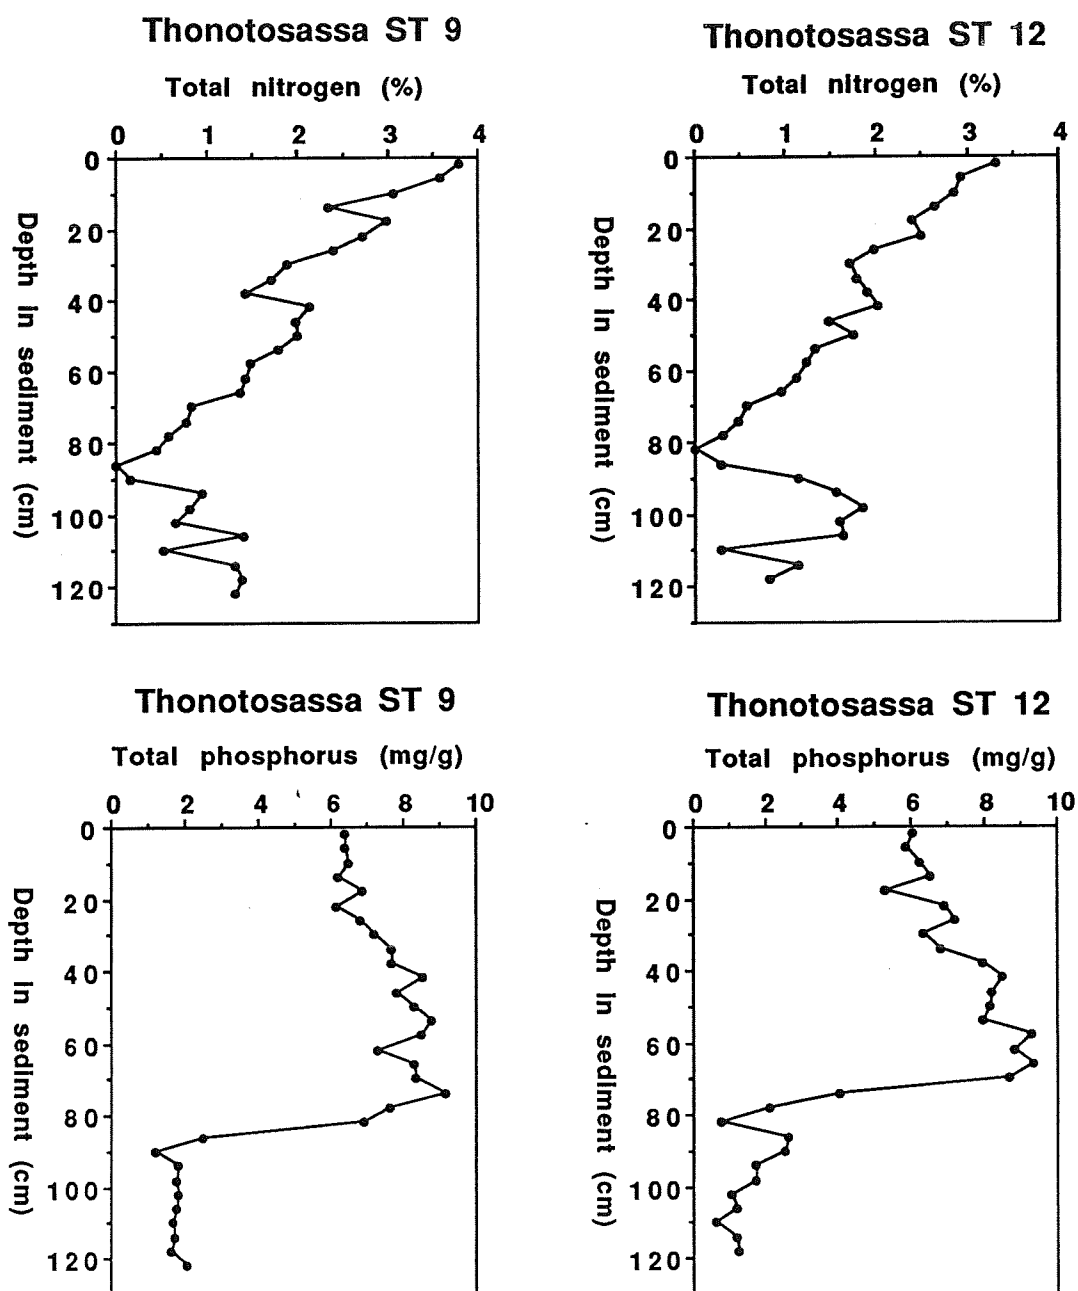 Thonotosassa ST 9
Total nitrogen (%)
0 1 2 3 4
0
20
40
60
80
100
120
Depth in sediment (cm)
Thonotosassa ST 12
Total nitrogen (%)
0 1 2 3 4
0
20
40
60
80
100
120
Depth in sediment (cm)
Thonotosassa ST 9
Total phosphorus (mg/g)
0 2 4 6 8 10
0
20
40
60
80
100
120
Depth in sediment (cm)
Thonotosassa ST 12
Total phosphorus (mg/g)
0 2 4 6 8 10
0
20
40
60
80
100
120
Depth in sediment (cm)